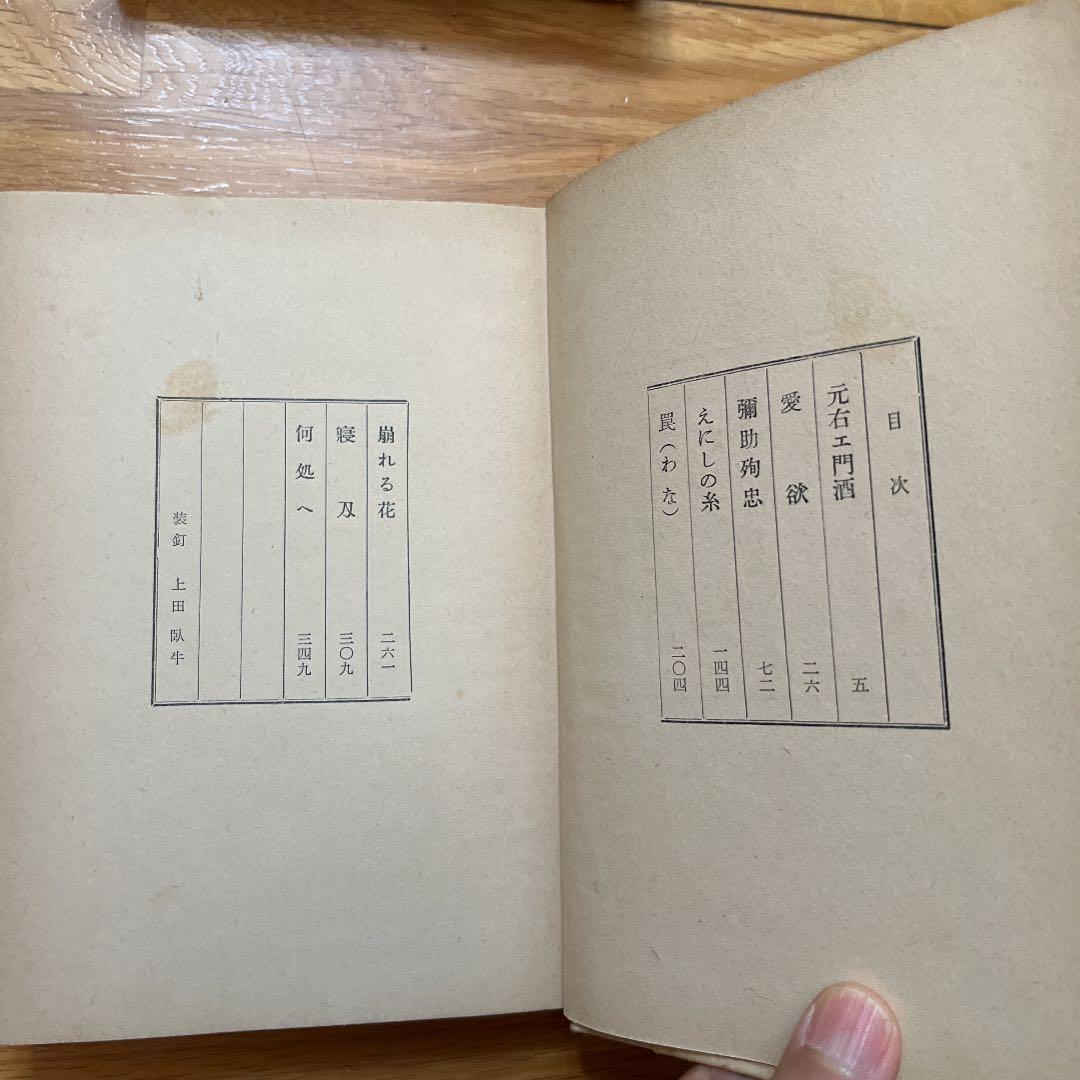 目次
元右エ門酒 五
愛欲 二六
彌助殉忠 七二
えにしの糸 一四四
罠(わな) 二〇四
崩れる花 二六一
寝刄 三〇九
何処へ 三四九
装釘 上田臥牛